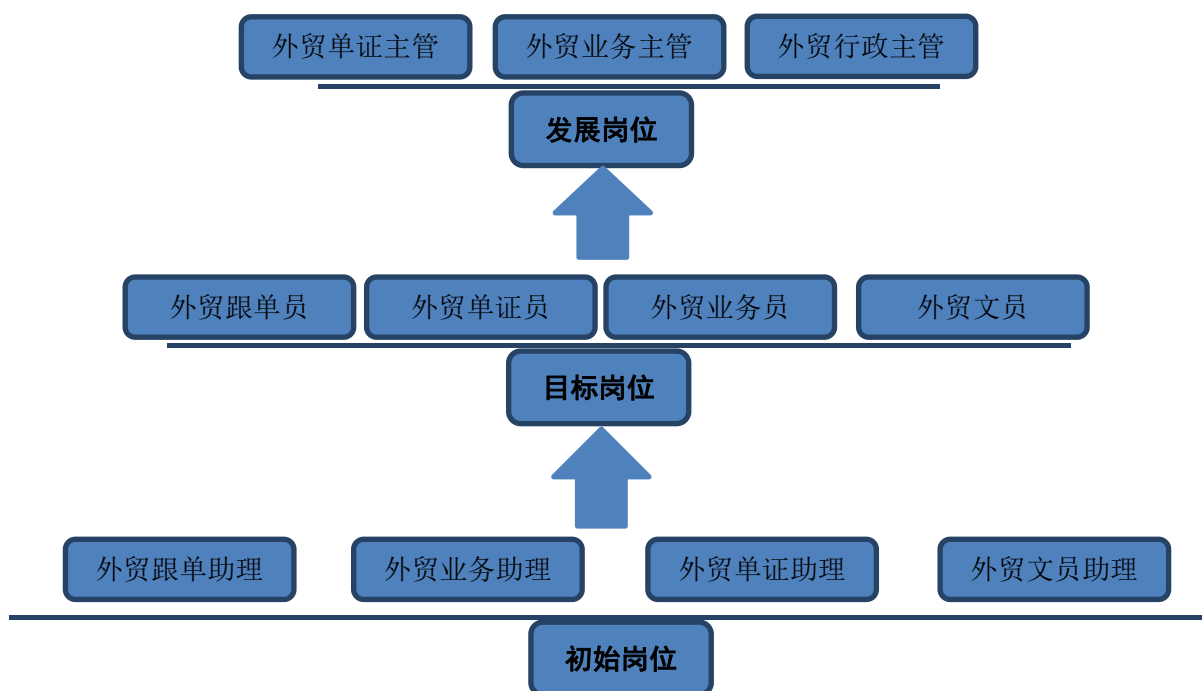 外贸单证主管 外贸业务主管 外贸行政主管
发展岗位
外贸跟单员 外贸单证员 外贸业务员 外贸文员
目标岗位
外贸跟单助理 外贸业务助理 外贸单证助理 外贸文员助理
初始岗位